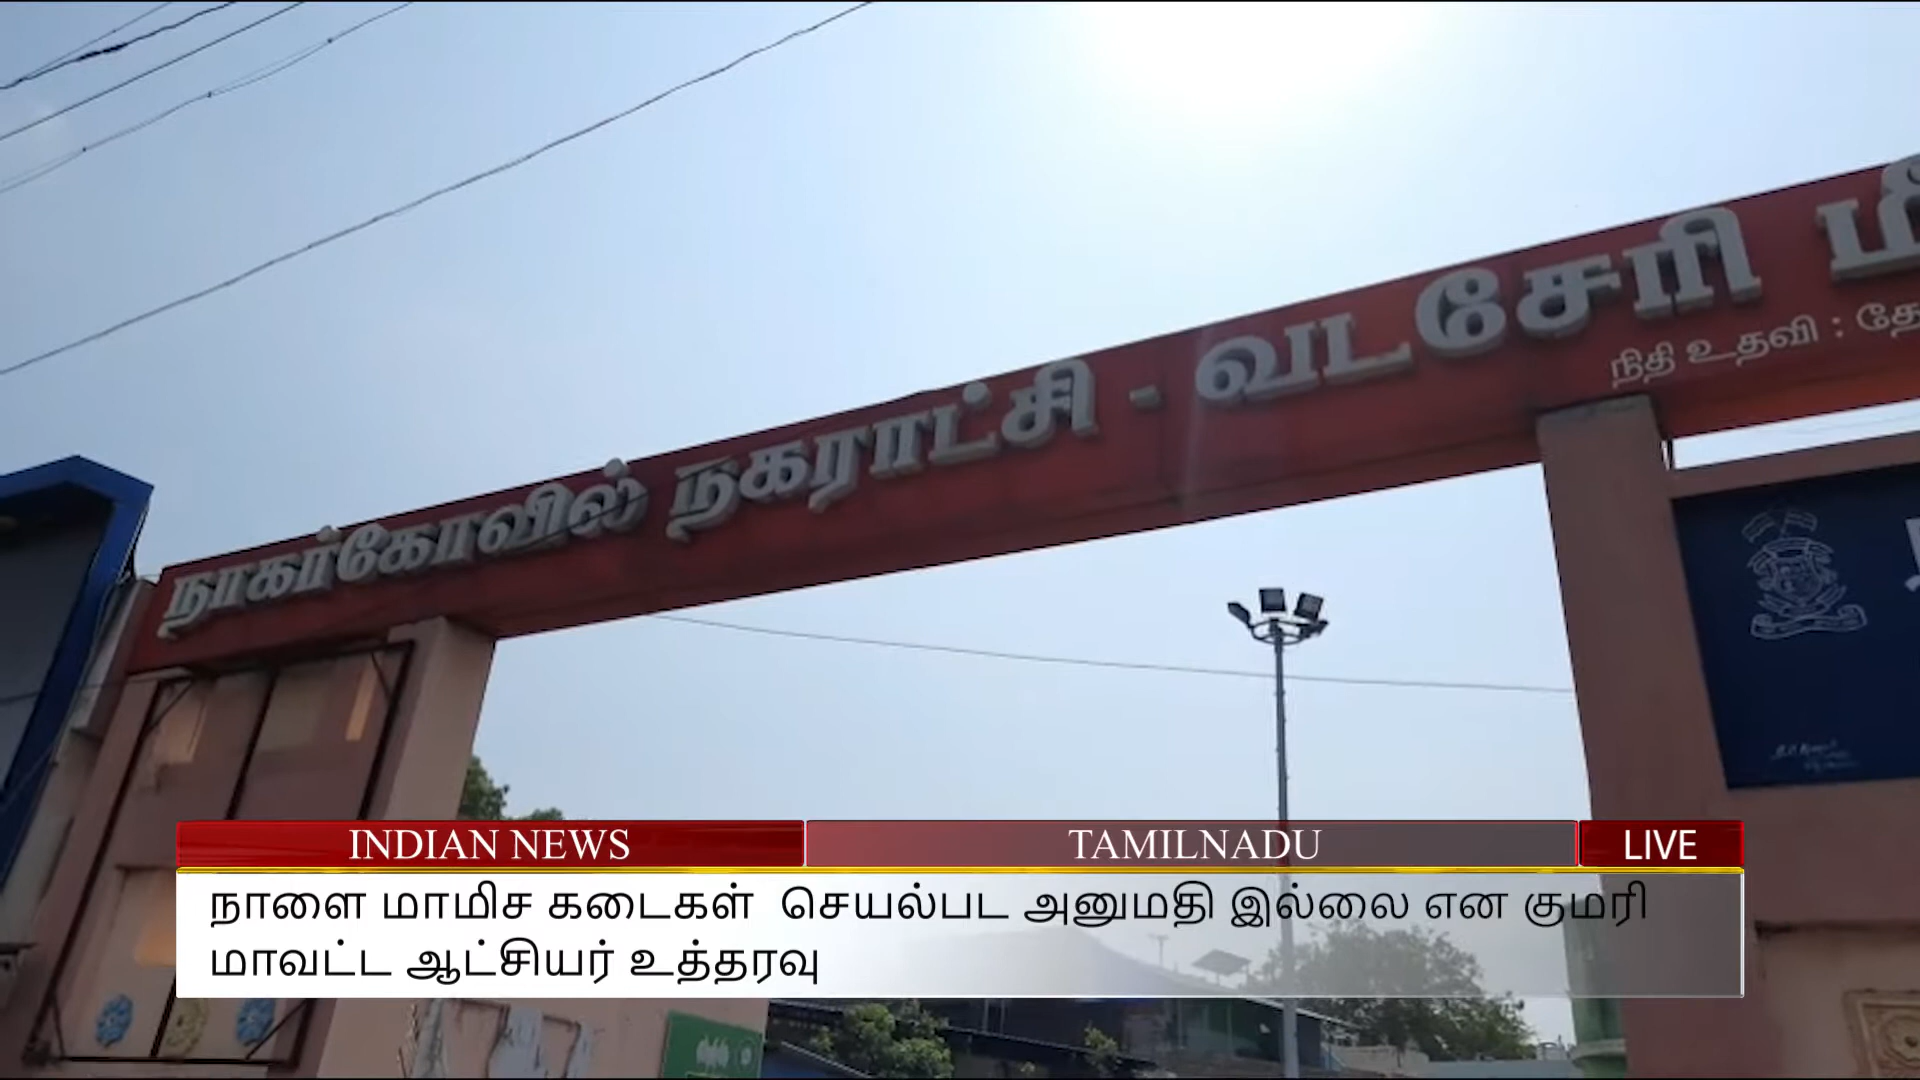 நாகர்கோவில் நகராட்சி - வடசேரி
நிதி உதவி :
INDIAN NEWS
TAMILNADU
LIVE
நாளை மாமிச கடைகள் செயல்பட அனுமதி இல்லை என குமரி
மாவட்ட ஆட்சியர் உத்தரவு